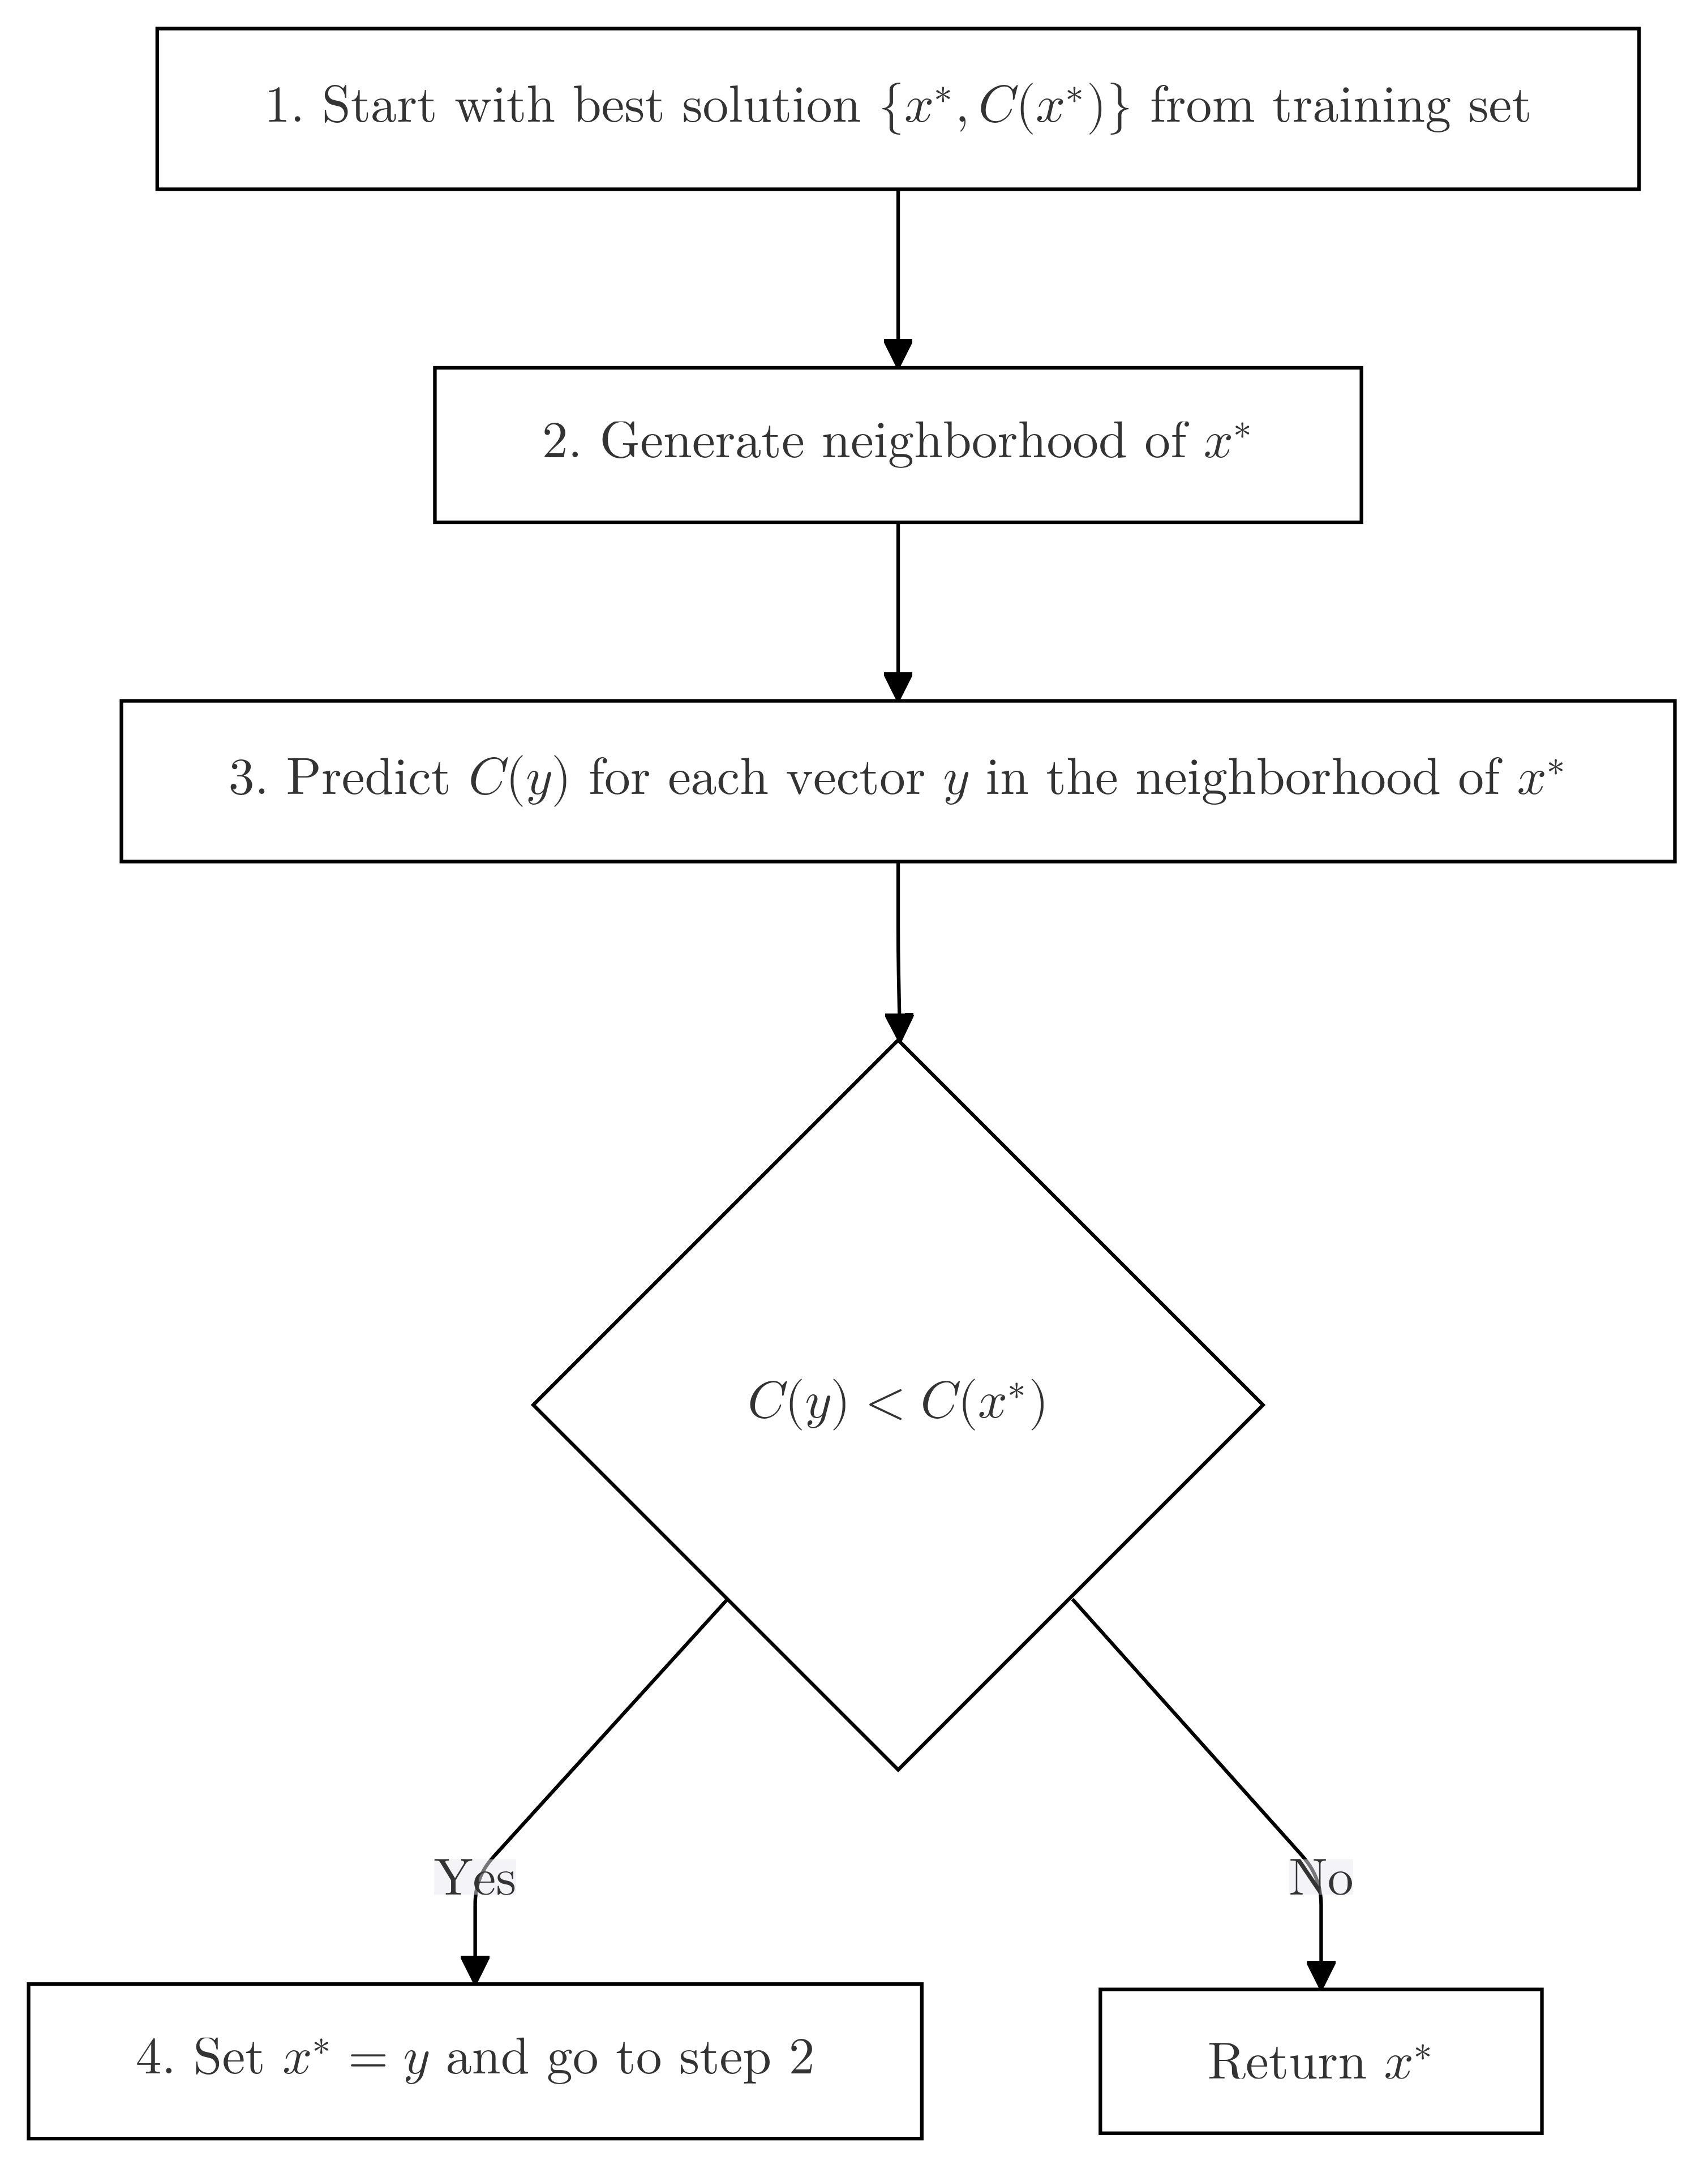 1. Start with best solution {x*, C(x*)} from training set
2. Generate neighborhood of x*
3. Predict C(y) for each vector y in the neighborhood of x*
C(y) < C(x*)
Yes
No
4. Set x* = y and go to step 2
Return x*